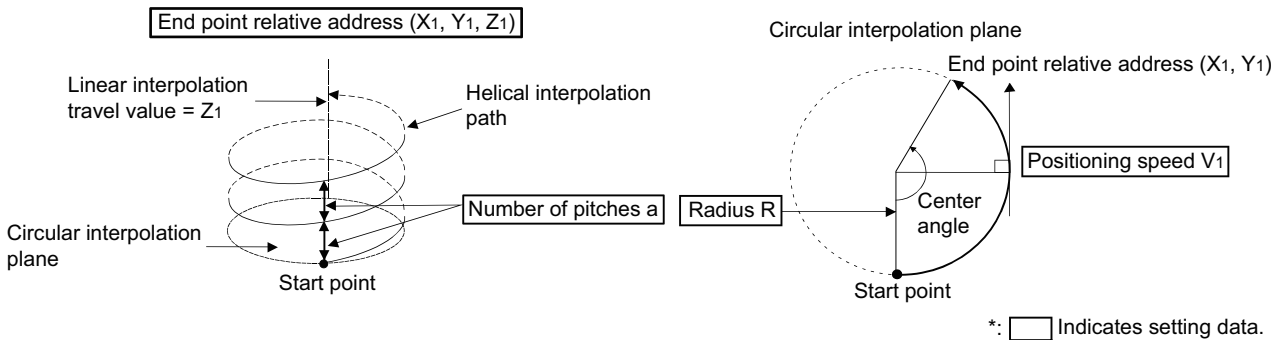 End point relative address (X1, Y1, Z1)
Linear interpolation
travel value = Z1
Helical interpolation
path
Number of pitches a
Circular interpolation
plane
Start point
Circular interpolation plane
End point relative address (X1, Y1)
Positioning speed V1
Radius R
Center
angle
Start point
*: Indicates setting data.